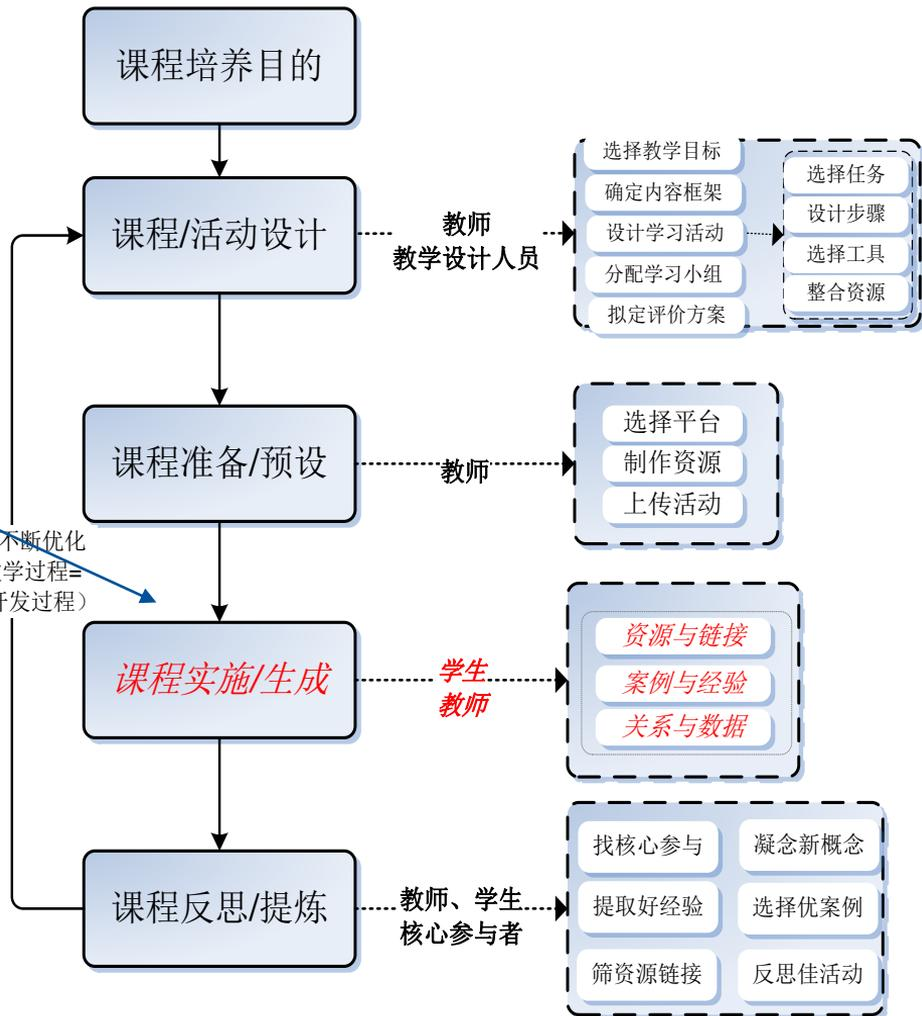 课程培养目的
课程/活动设计
教师
教学设计人员
选择教学目标
确定内容框架
设计学习活动
分配学习小组
拟定评价方案
选择任务
设计步骤
选择工具
整合资源
课程准备/预设
教师
选择平台
制作资源
上传活动
不断优化
学过程=
开发过程）
课程实施/生成
学生
教师
资源与链接
案例与经验
关系与数据
课程反思/提炼
教师、学生
核心参与者
找核心参与
凝念新概念
提取好经验
选择优案例
筛资源链接
反思佳活动